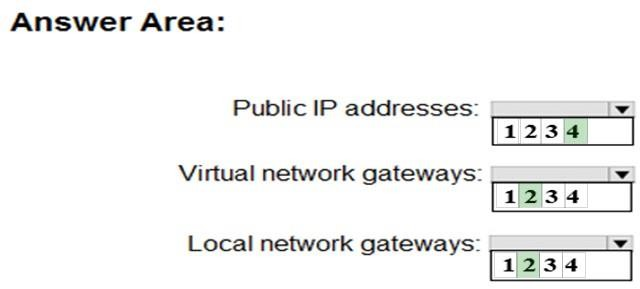 Answer Area:
Public IP addresses:
1 2 3 4
Virtual network gateways:
1 2 3 4
Local network gateways:
1 2 3 4